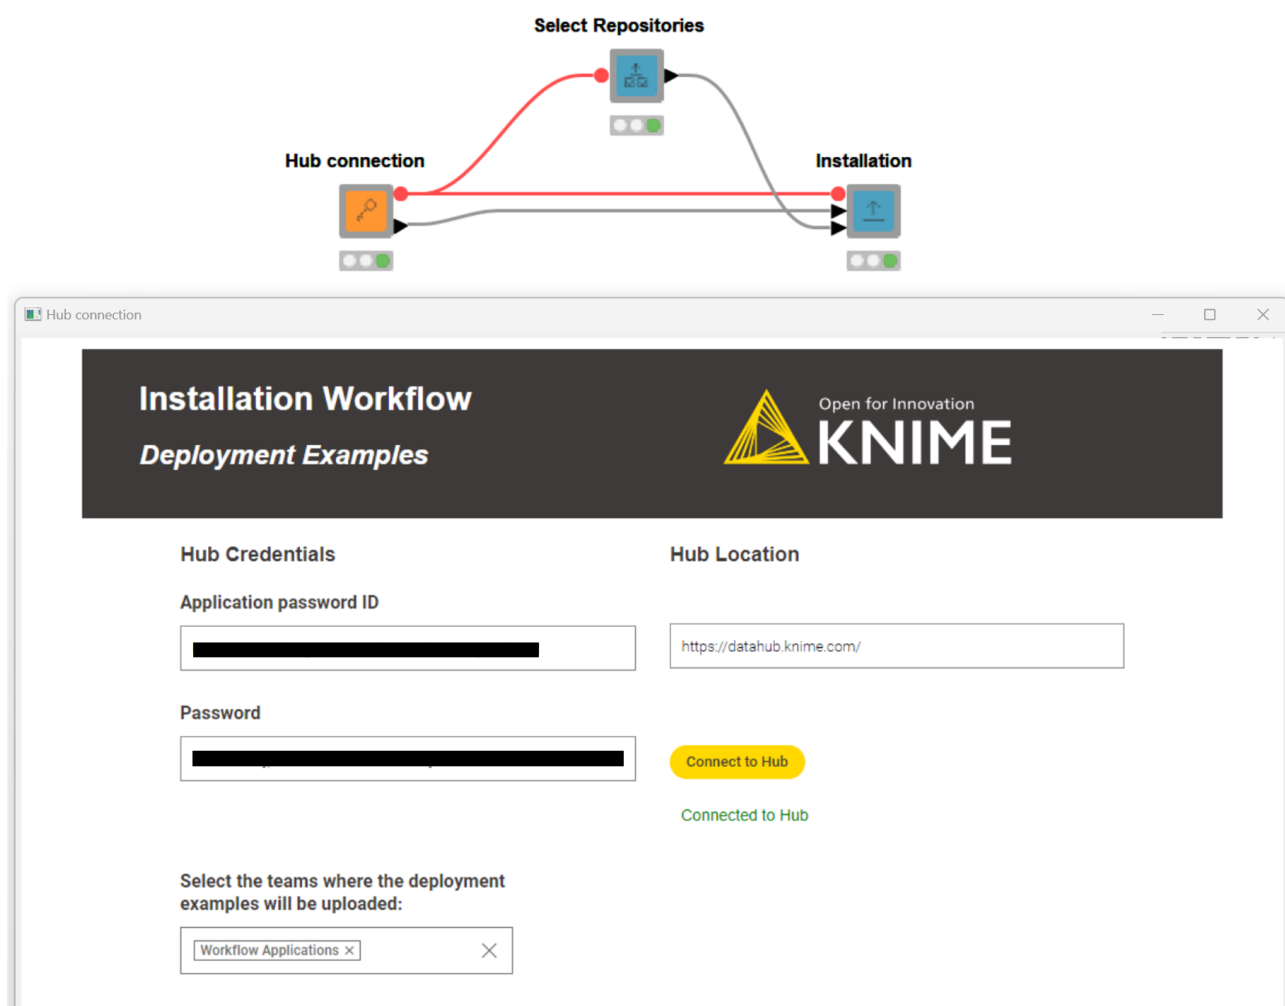 Select Repositories
Hub connection
Installation
Hub connection
Installation Workflow
Deployment Examples
Open for Innovation
KNIME
Hub Credentials
Hub Location
Application password ID
https://datahub.knime.com/
Password
Connect to Hub
Connected to Hub
Select the teams where the deployment
examples will be uploaded:
Workflow Applications